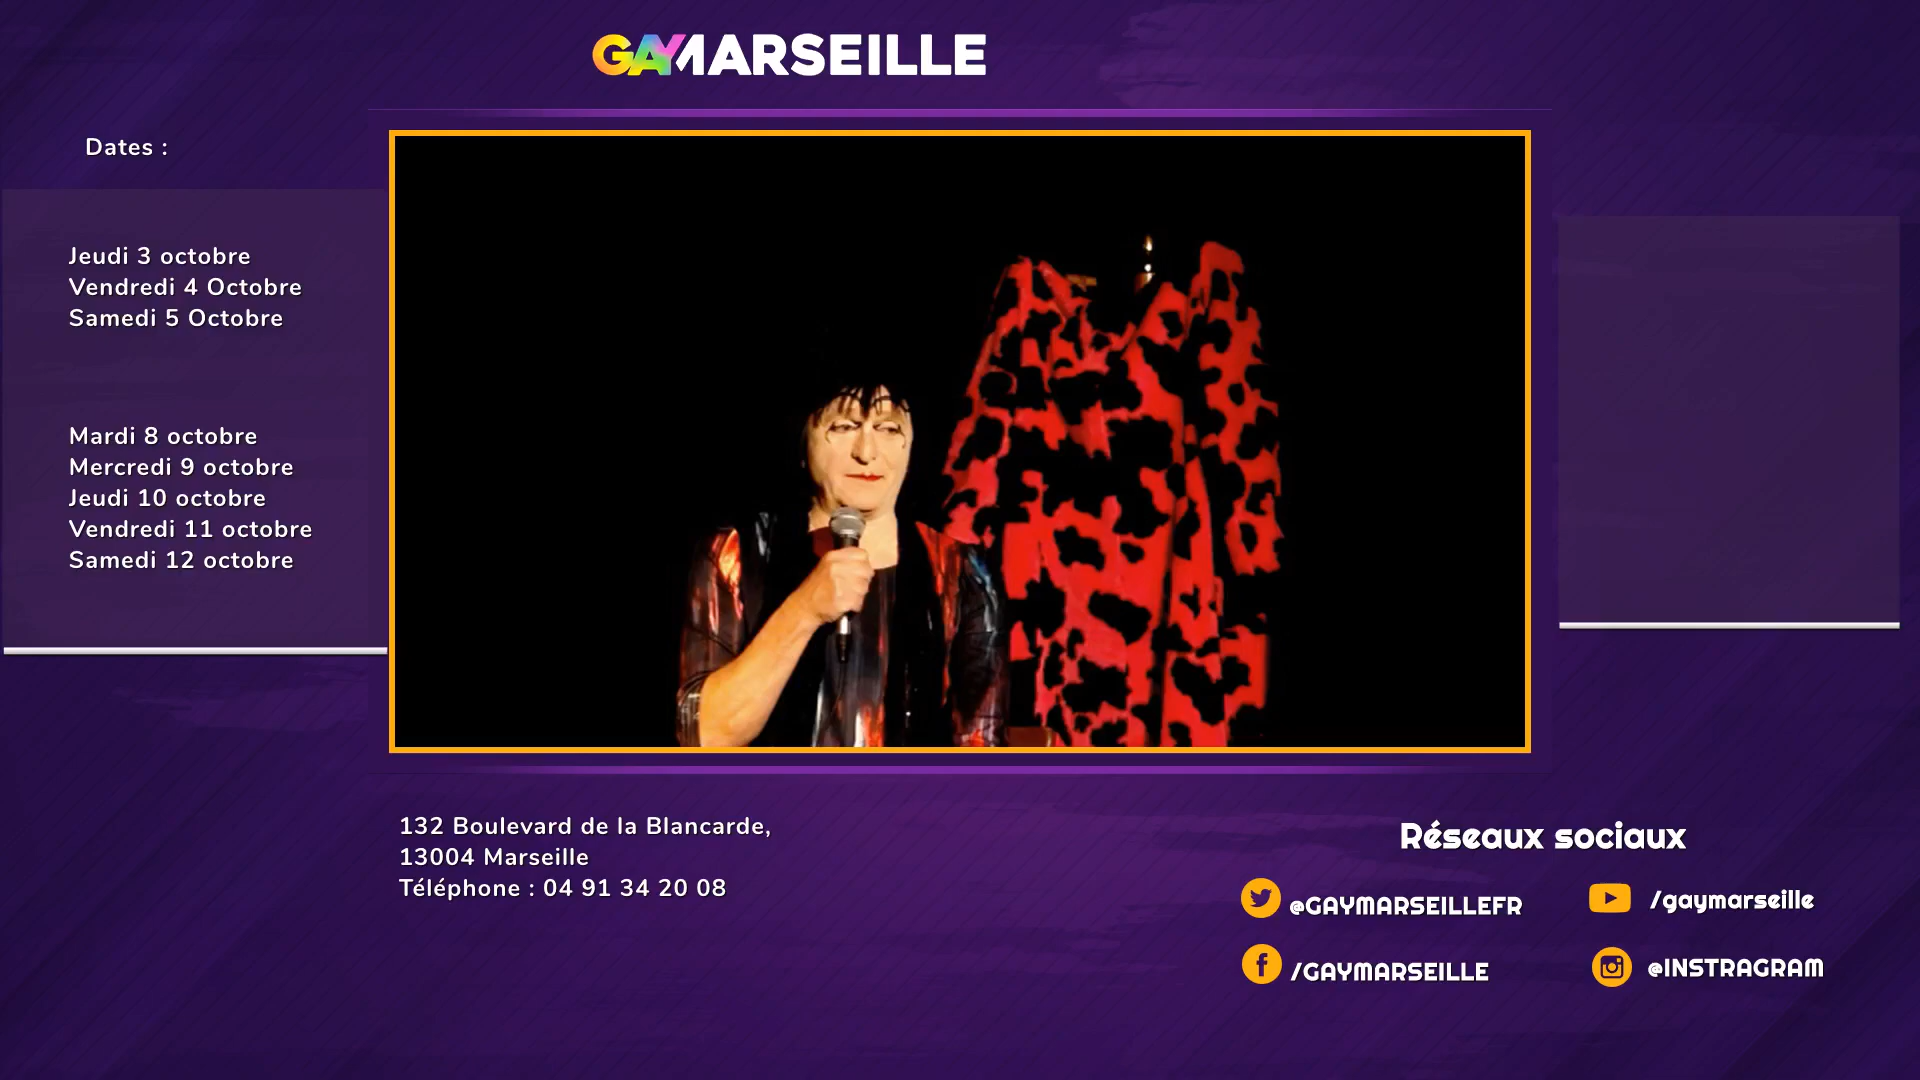 GAYMARSEILLE
Dates :
Jeudi 3 octobre
Vendredi 4 Octobre
Samedi 5 Octobre
Mardi 8 octobre
Mercredi 9 octobre
Jeudi 10 octobre
Vendredi 11 octobre
Samedi 12 octobre
132 Boulevard de la Blancarde,
13004 Marseille
Téléphone : 04 91 34 20 08
Réseaux sociaux
@GAYMARSEILLEFR
/gaymarseille
/GAYMARSEILLE
@INSTRAGRAM